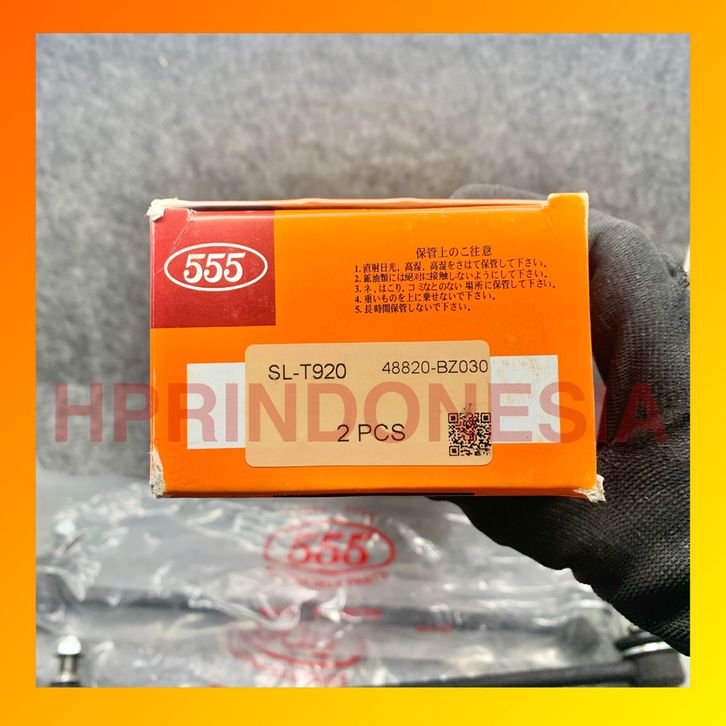 555
保管上のご注意
1. 直射日光, 高湿, 高湿をさけて保管して下さい。
2. 鉱油類には絶対に接触しないようにして下さい。
3. ネ, はこり, コミなとのない 場所に保管して下さい。
4. 重いものを上に乗せないで下さい。
5. 長時間保管しないで下さい。
SL-T920 48820-BZ030
2 PCS
HPRINDONESIA
555